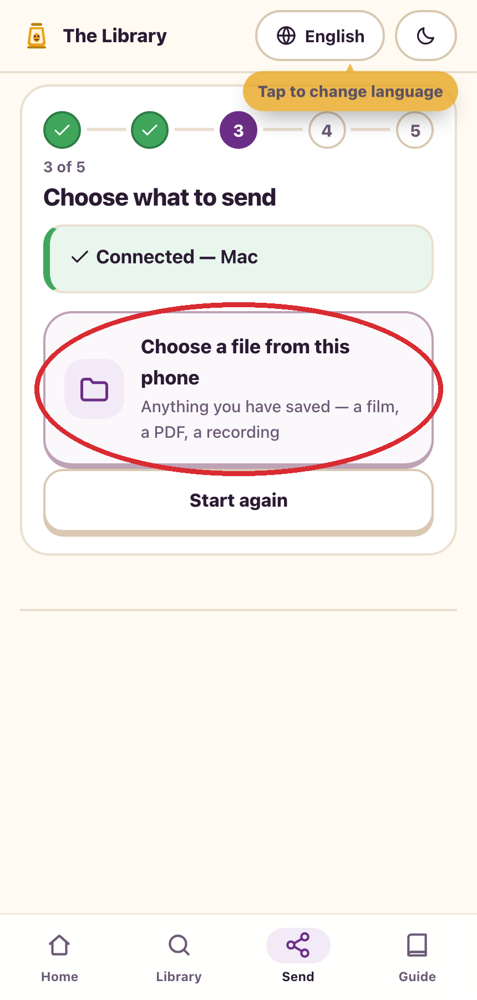 The Library
English
Tap to change language
3
4
5
3 of 5
Choose what to send
Connected — Mac
Choose a file from this
phone
Anything you have saved — a film,
a PDF, a recording
Start again
Home
Library
Send
Guide